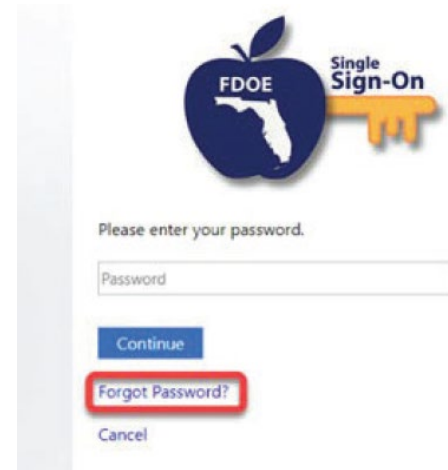 FDOE
Single
Sign-On
Please enter your password.
Password
Continue
Forgot Password?
Cancel